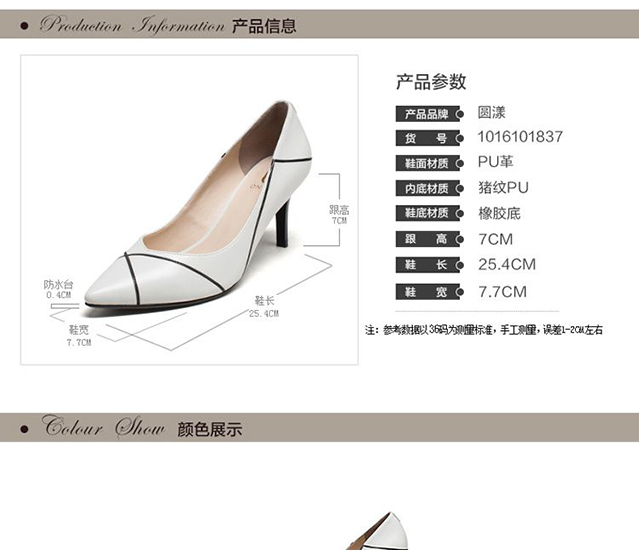 Production Information 产品信息
产品参数
产品品牌 圆漾
货 号 1016101837
鞋面材质 PU革
内底材质 猪纹PU
鞋底材质 橡胶底
跟 高 7CM
鞋 长 25.4CM
鞋 宽 7.7CM
注：参考数据以36码为测量标准，手工测量，误差1-2CM左右
跟高
7CM
防水台
0.4CM
鞋长
25.4CM
鞋宽
7.7CM
Colour Show 颜色展示